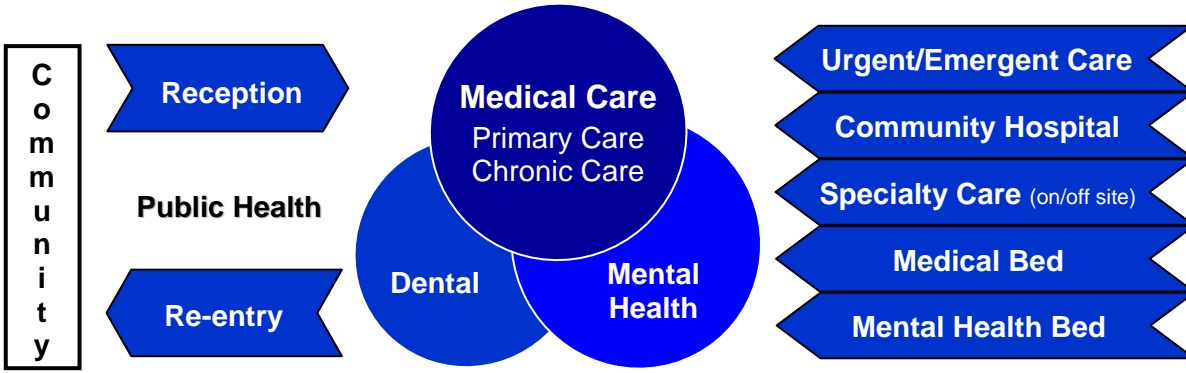 Community
Reception
Public Health
Re-entry
Medical Care
Primary Care
Chronic Care
Dental
Mental
Health
Urgent/Emergent Care
Community Hospital
Specialty Care (on/off site)
Medical Bed
Mental Health Bed